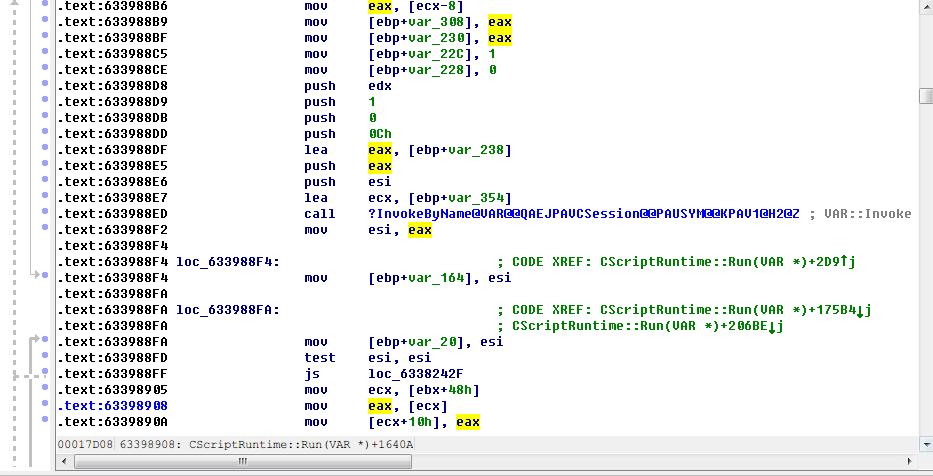 .text:633988B6 mov eax, [ecx-8]
.text:633988B9 mov [ebp+var_308], eax
.text:633988BF mov [ebp+var_230], eax
.text:633988C5 mov [ebp+var_22C], 1
.text:633988CE mov [ebp+var_228], 0
.text:633988D8 push edx
.text:633988D9 push 1
.text:633988DB push 0
.text:633988DD push 0Ch
.text:633988DF lea eax, [ebp+var_238]
.text:633988E5 push eax
.text:633988E6 push esi
.text:633988E7 lea ecx, [ebp+var_354]
.text:633988ED call ?InvokeByName@VAR@@QAEJPAVCSession@@PAUSYM@@KPAV1@H2@Z ; VAR::Invoke
.text:633988F2 mov esi, eax
.text:633988F4
.text:633988F4 loc_633988F4: ; CODE XREF: CScriptRuntime::Run(VAR *)+2D9↑j
.text:633988F4 mov [ebp+var_164], esi
.text:633988FA
.text:633988FA loc_633988FA: ; CODE XREF: CScriptRuntime::Run(VAR *)+175B4↓j
.text:633988FA ; CScriptRuntime::Run(VAR *)+206BE↓j
.text:633988FA mov [ebp+var_20], esi
.text:633988FD test esi, esi
.text:633988FF js loc_6338242F
.text:63398905 mov ecx, [ebx+48h]
.text:63398908 mov eax, [ecx]
.text:6339890A mov [ecx+10h], eax
00017D08 63398908: CScriptRuntime::Run(VAR *)+1640A